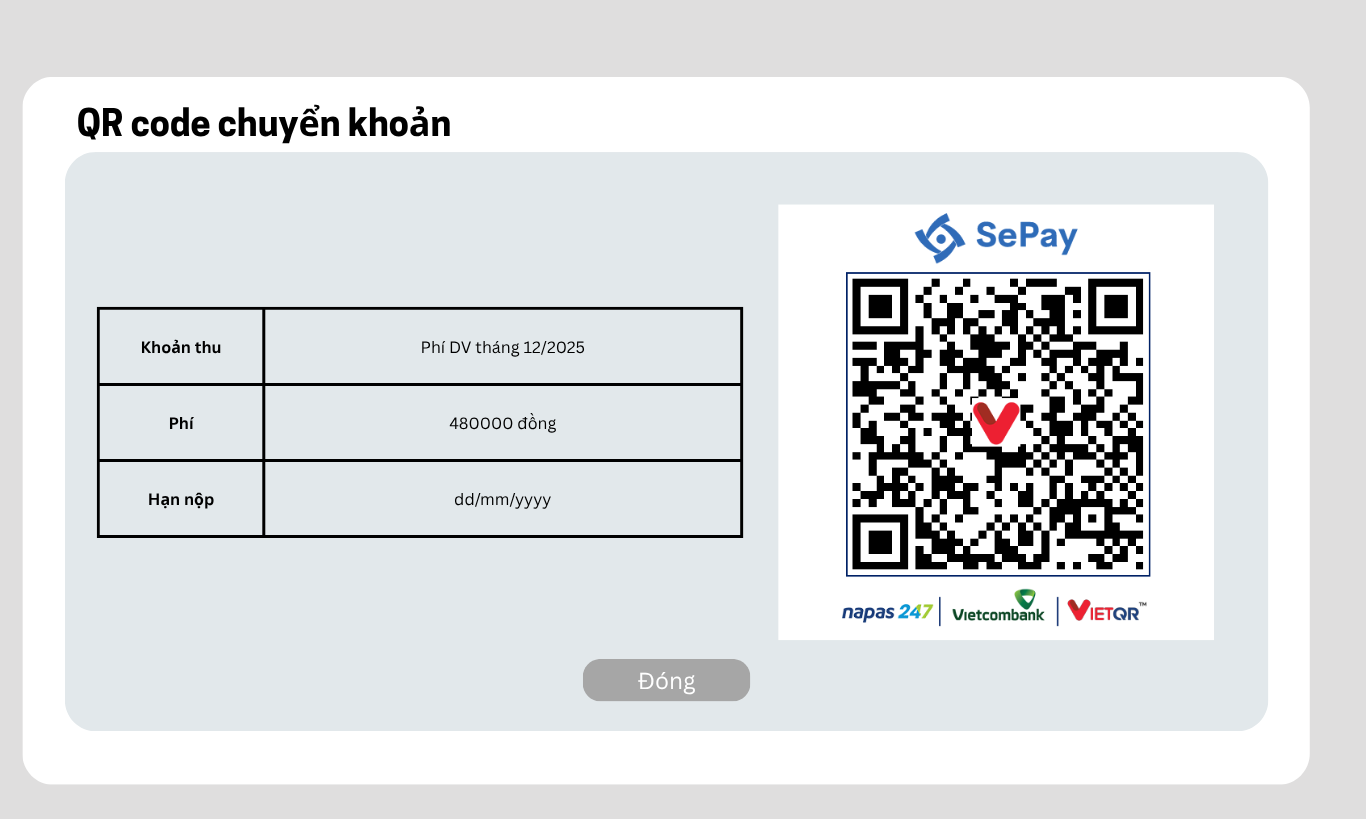 QR code chuyển khoản
SePay
Khoản thu Phí DV tháng 12/2025
Phí 480000 đồng
Hạn nộp dd/mm/yyyy
napas 247 Vietcombank VIETQR™
Đóng